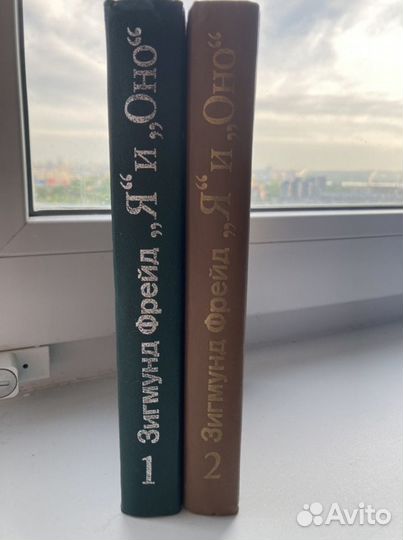 1 Зигмунд Фрейд „Я“ и „Оно“
2 Зигмунд Фрейд „Я“ и „Оно“
Avito